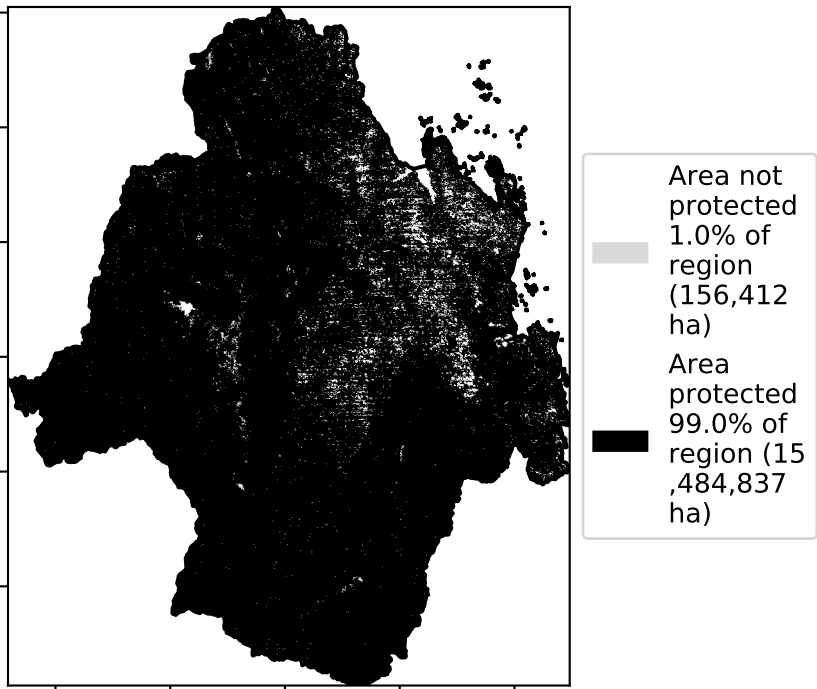 Area not
protected
1.0% of
region
(156,412
ha)
Area
protected
99.0% of
region (15
,484,837
ha)